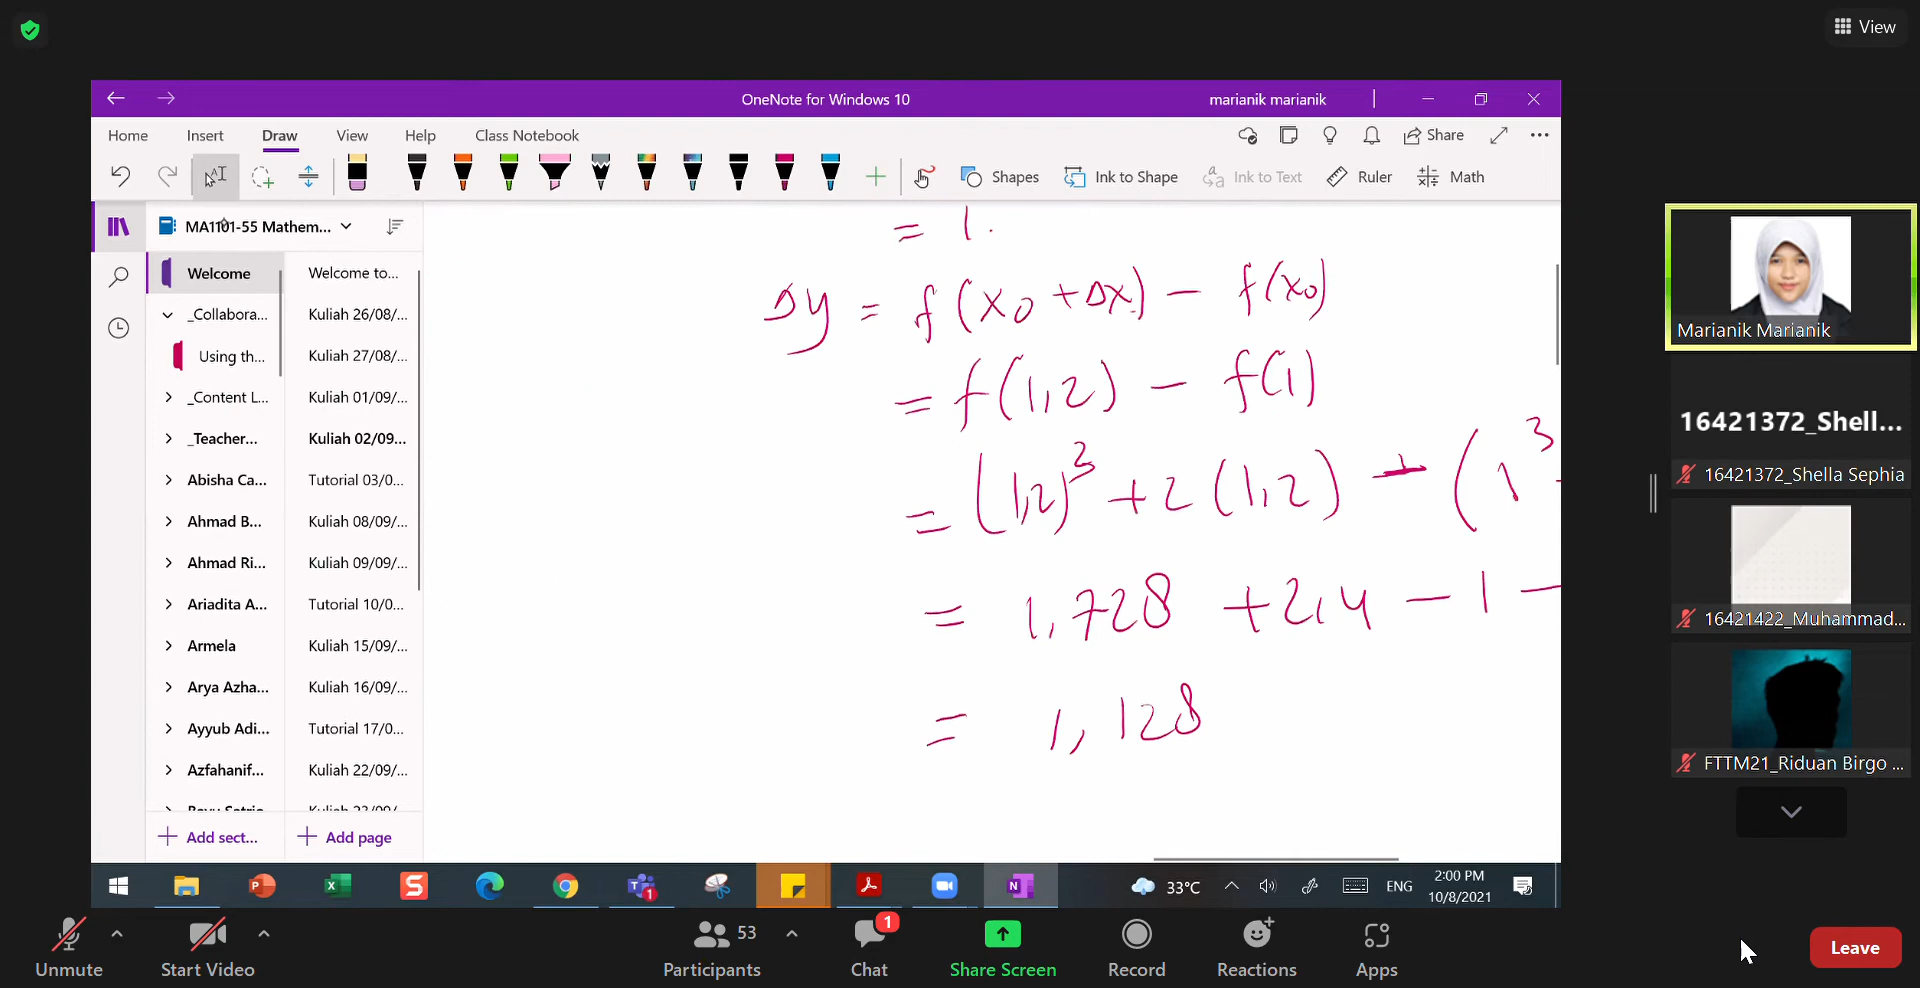 View
OneNote for Windows 10
marianik marianik
Home Insert Draw View Help Class Notebook Share
Shapes Ink to Shape Ink to Text Ruler Math
MA1101-55 Mathem...
Welcome
_Collabora...
Using th...
_Content L...
_Teacher...
Abisha Ca...
Ahmad B...
Ahmad Ri...
Ariadita A...
Armela
Arya Azha...
Ayyub Adi...
Azfahanif...
Add sect...
Welcome to...
Kuliah 26/08/...
Kuliah 27/08/...
Kuliah 01/09/...
Kuliah 02/09...
Tutorial 03/0...
Kuliah 08/09/...
Kuliah 09/09/...
Tutorial 10/0...
Kuliah 15/09/...
Kuliah 16/09/...
Tutorial 17/0...
Kuliah 22/09/...
Add page
= 1.
Δy = f(x₀ + Δx) − f(x₀)
= f(1,2) − f(1)
= (1,2)³ + 2(1,2) − (1³
= 1,728 + 2,4 − 1 −
= 1,128
Marianik Marianik
16421372_Shell...
16421372_Shella Sephia
16421422_Muhammad...
FTTM21_Riduan Birgo ...
1
33°C
ENG
2:00 PM
10/8/2021
Unmute
Start Video
53
Participants
1
Chat
Share Screen
Record
Reactions
Apps
Leave